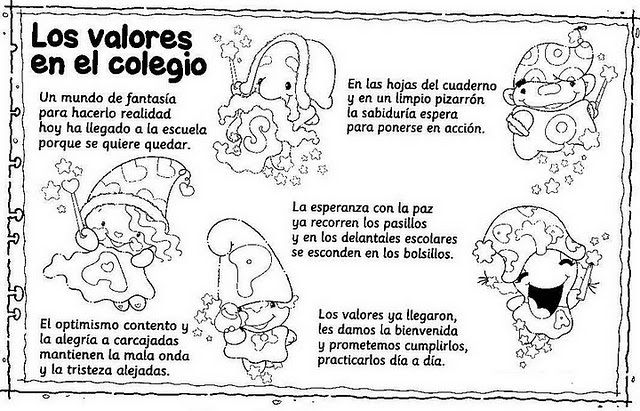 Los valores
en el colegio
Un mundo de fantasía
para hacerlo realidad
hoy ha llegado a la escuela
porque se quiere quedar.
En las hojas del cuaderno
y en un limpio pizarrón
la sabiduría espera
para ponerse en acción.
La esperanza con la paz
ya recorren los pasillos
y en los delantales escolares
se esconden en los bolsillos.
El optimismo contento y
la alegría a carcajadas
mantienen la mala onda
y la tristeza alejadas.
Los valores ya llegaron,
les damos la bienvenida
y prometemos cumplirlos,
practicarlos día a día.
S
O
A
P
A